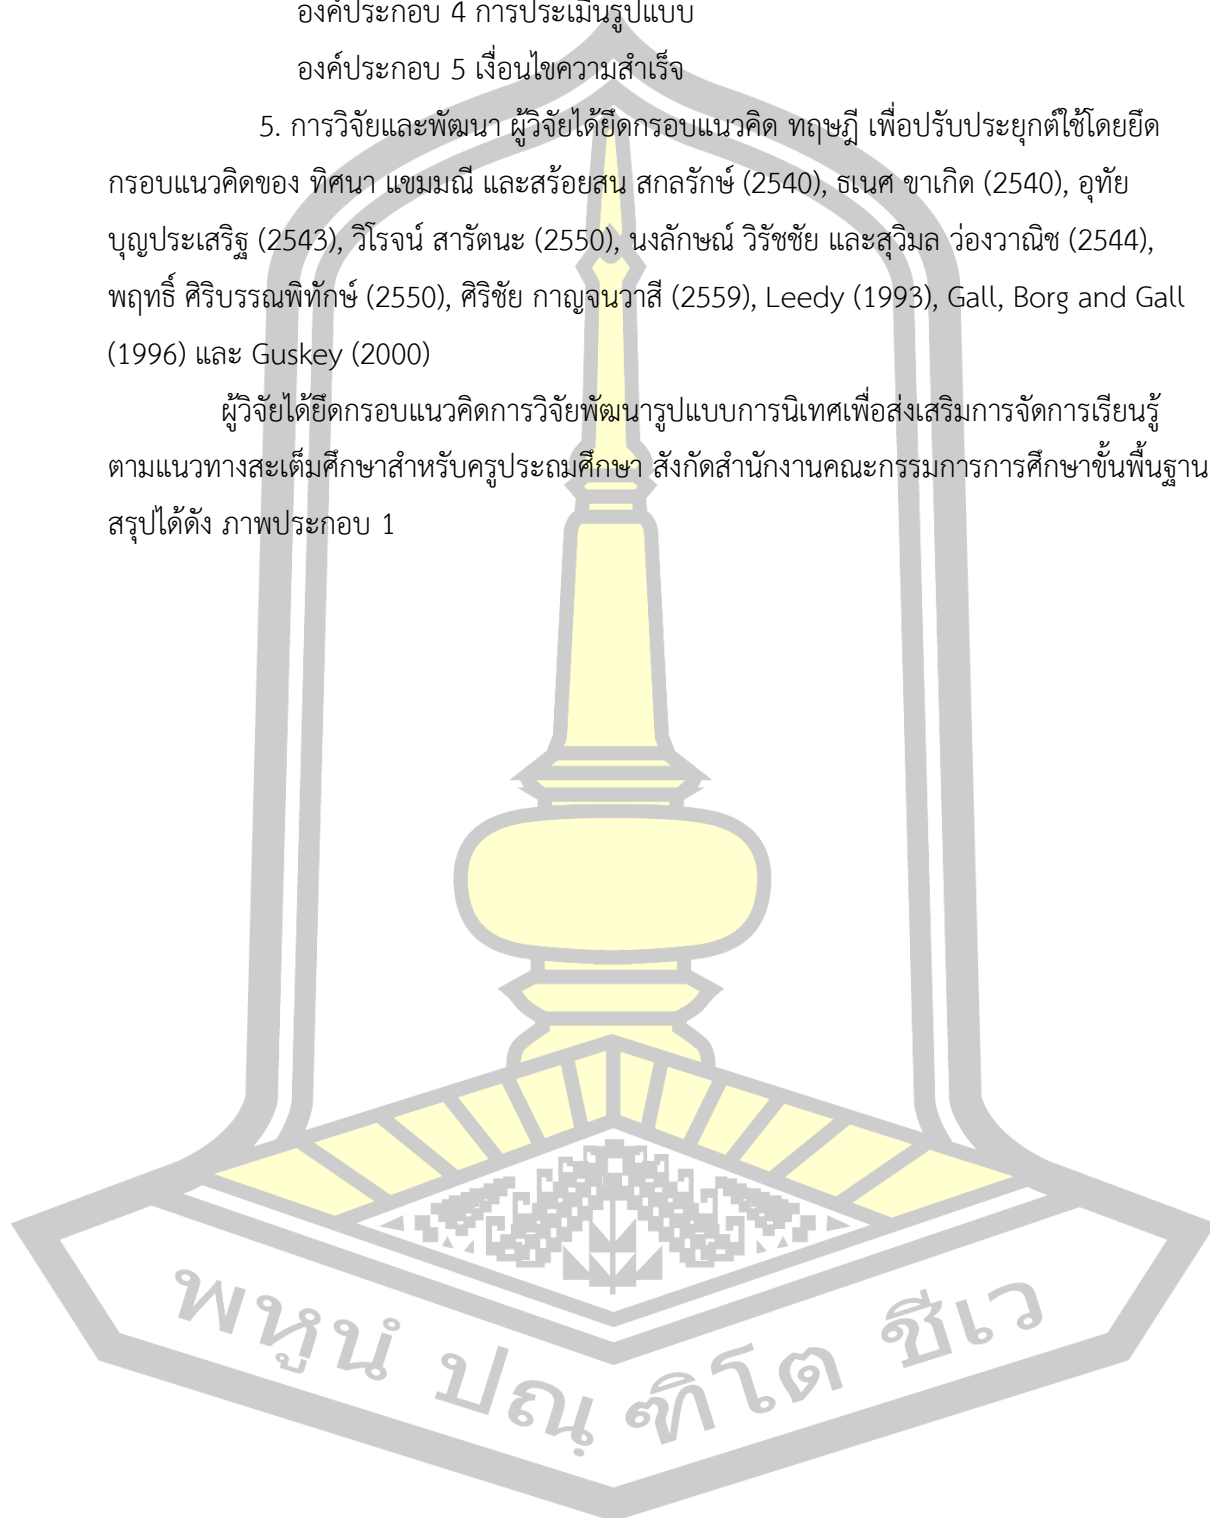 องค์ประกอบ 4 การประเมินรูปแบบ
องค์ประกอบ 5 เงื่อนไขความสำเร็จ
5. การวิจัยและพัฒนา ผู้วิจัยได้ยึดกรอบแนวคิด ทฤษฎี เพื่อปรับประยุกต์ใช้โดยยึด
กรอบแนวคิดของ ทิศนา แขมมณี และสร้อยสน สกลรักษ์ (2540), ธเนศ ขาเกิด (2540), อุทัย
บุญประเสริฐ (2543), วิโรจน์ สารัตนะ (2550), นงลักษณ์ วิรัชชัย และสุวิมล ว่องวาณิช (2544),
พฤทธิ์ ศิริบรรณพิทักษ์ (2550), ศิริชัย กาญจนวาสี (2559), Leedy (1993), Gall, Borg and Gall
(1996) และ Guskey (2000)
ผู้วิจัยได้ยึดกรอบแนวคิดการวิจัยพัฒนารูปแบบการนิเทศเพื่อส่งเสริมการจัดการเรียนรู้
ตามแนวทางสะเต็มศึกษาสำหรับครูประถมศึกษา สังกัดสำนักงานคณะกรรมการการศึกษาขั้นพื้นฐาน
สรุปได้ดัง ภาพประกอบ 1
พหูนํ ปณฺฑิโต ชีเว